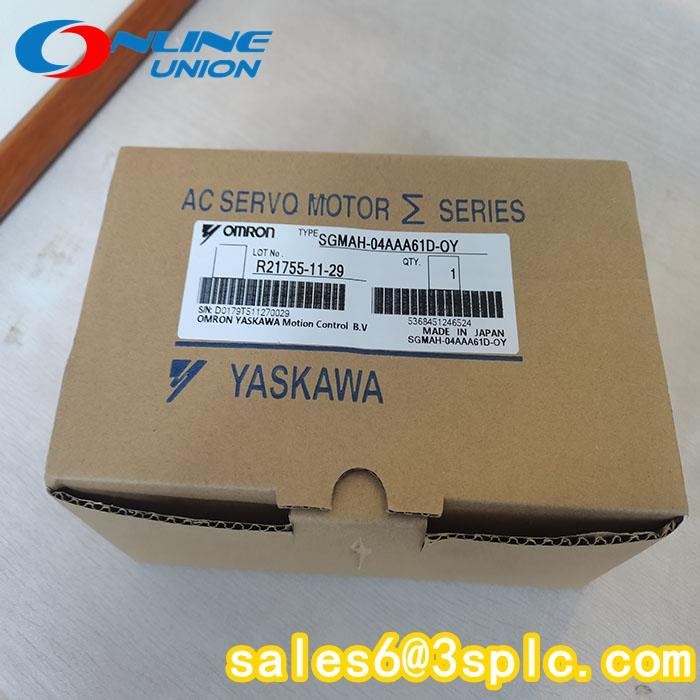 ONLINE
UNION
AC SERVO MOTOR Σ SERIES
OMRON TYPE SGMAH-04AAA61D-OY
LOT No. R21755-11-29 QTY. 1
S/N: D0179T511270029 5368451246524
OMRON YASKAWA Motion Control B.V MADE IN JAPAN
SGMAH-04AAA61D-OY
YASKAWA
sales6@3splc.com